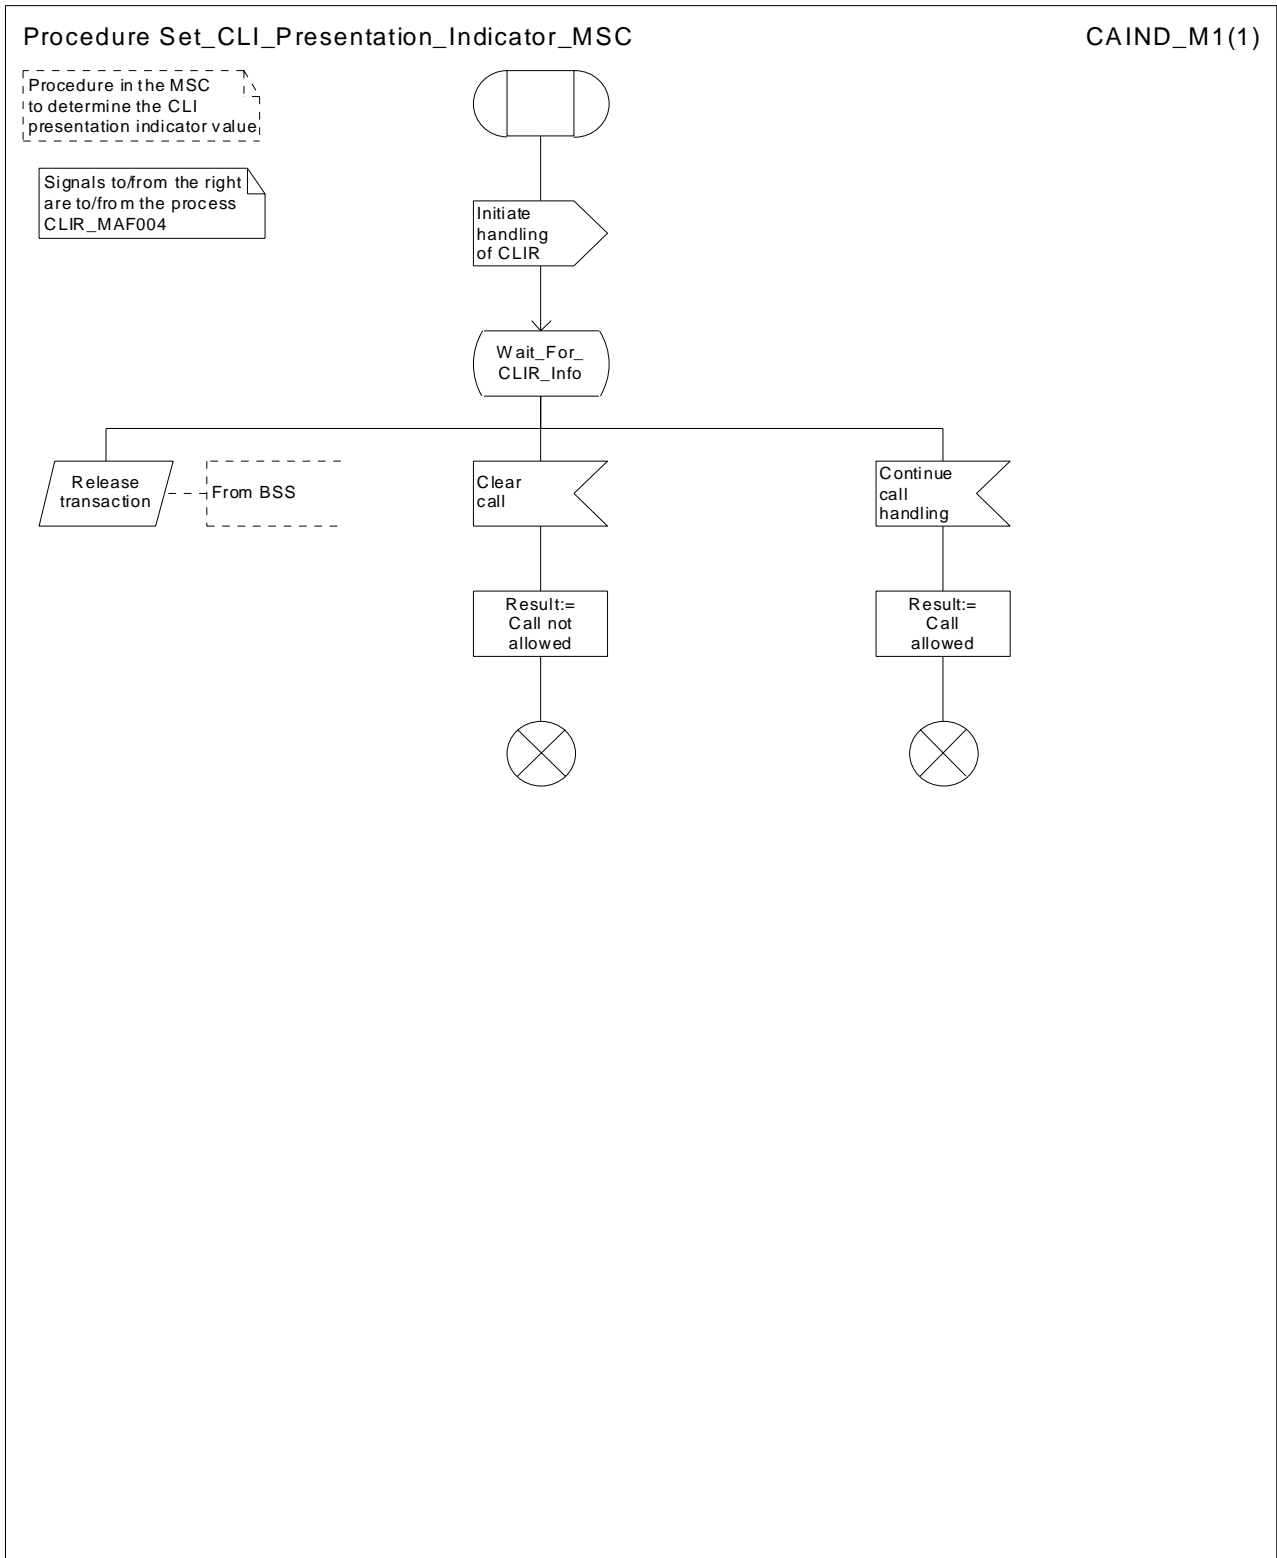 Procedure Set_CLI_Presentation_Indicator_MSC
CAIND_M1(1)
Procedure in the MSC
to determine the CLI
presentation indicator value
Signals to/from the right
are to/from the process
CLIR_MAF004
Initiate
handling
of CLIR
Wait_For_
CLIR_Info
Release
transaction
From BSS
Clear
call
Continue
call
handling
Result:=
Call not
allowed
Result:=
Call
allowed